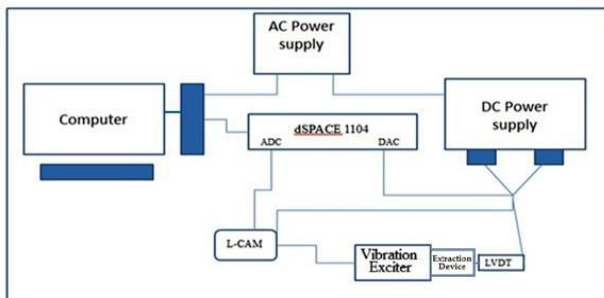 AC Power
supply
Computer
dSPACE 1104
ADC
DAC
DC Power
supply
L-CAM
Vibration
Exciter
Extraction
Device
LVDT